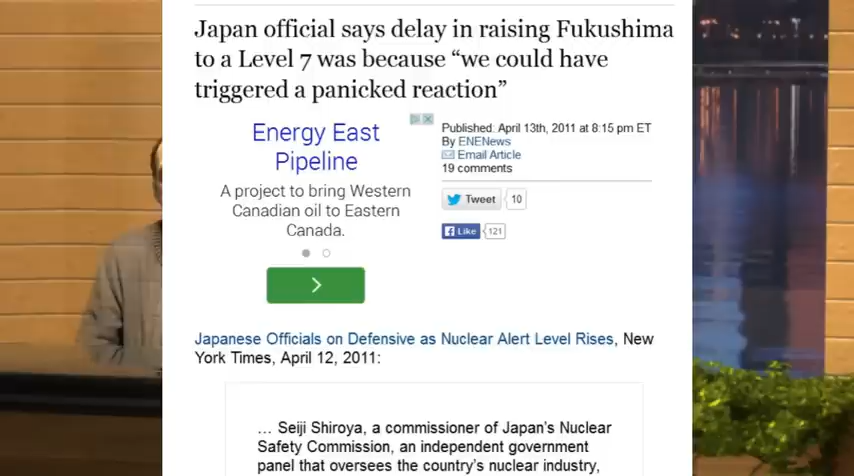 Japan official says delay in raising Fukushima
to a Level 7 was because “we could have
triggered a panicked reaction”
Energy East
Pipeline
A project to bring Western
Canadian oil to Eastern
Canada.
Published: April 13th, 2011 at 8:15 pm ET
By ENENews
Email Article
19 comments
Tweet 10
Like 121
Japanese Officials on Defensive as Nuclear Alert Level Rises, New
York Times, April 12, 2011:
… Seiji Shiroya, a commissioner of Japan’s Nuclear
Safety Commission, an independent government
panel that oversees the country’s nuclear industry,